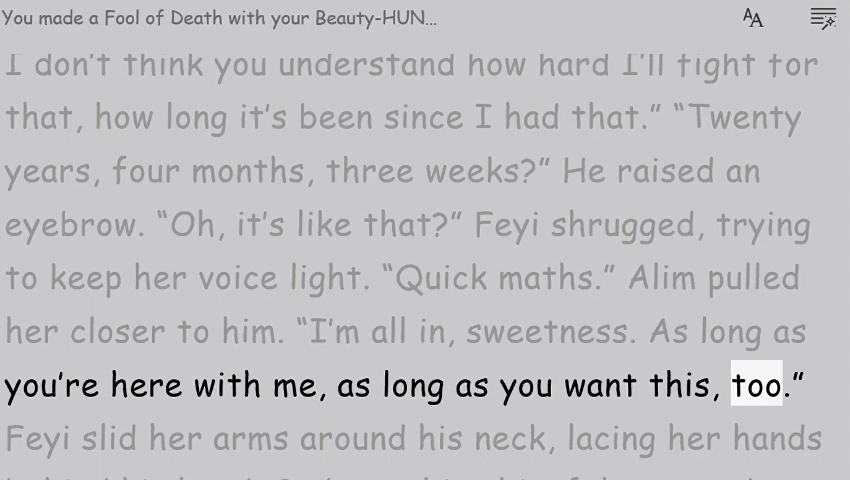 You made a Fool of Death with your Beauty-HUN...
AA
I don't think you understand how hard I'll fight for
that, how long it's been since I had that.” “Twenty
years, four months, three weeks?” He raised an
eyebrow. “Oh, it's like that?” Feyi shrugged, trying
to keep her voice light. “Quick maths.” Alim pulled
her closer to him. “I'm all in, sweetness. As long as
you're here with me, as long as you want this, too.”
Feyi slid her arms around his neck, lacing her hands